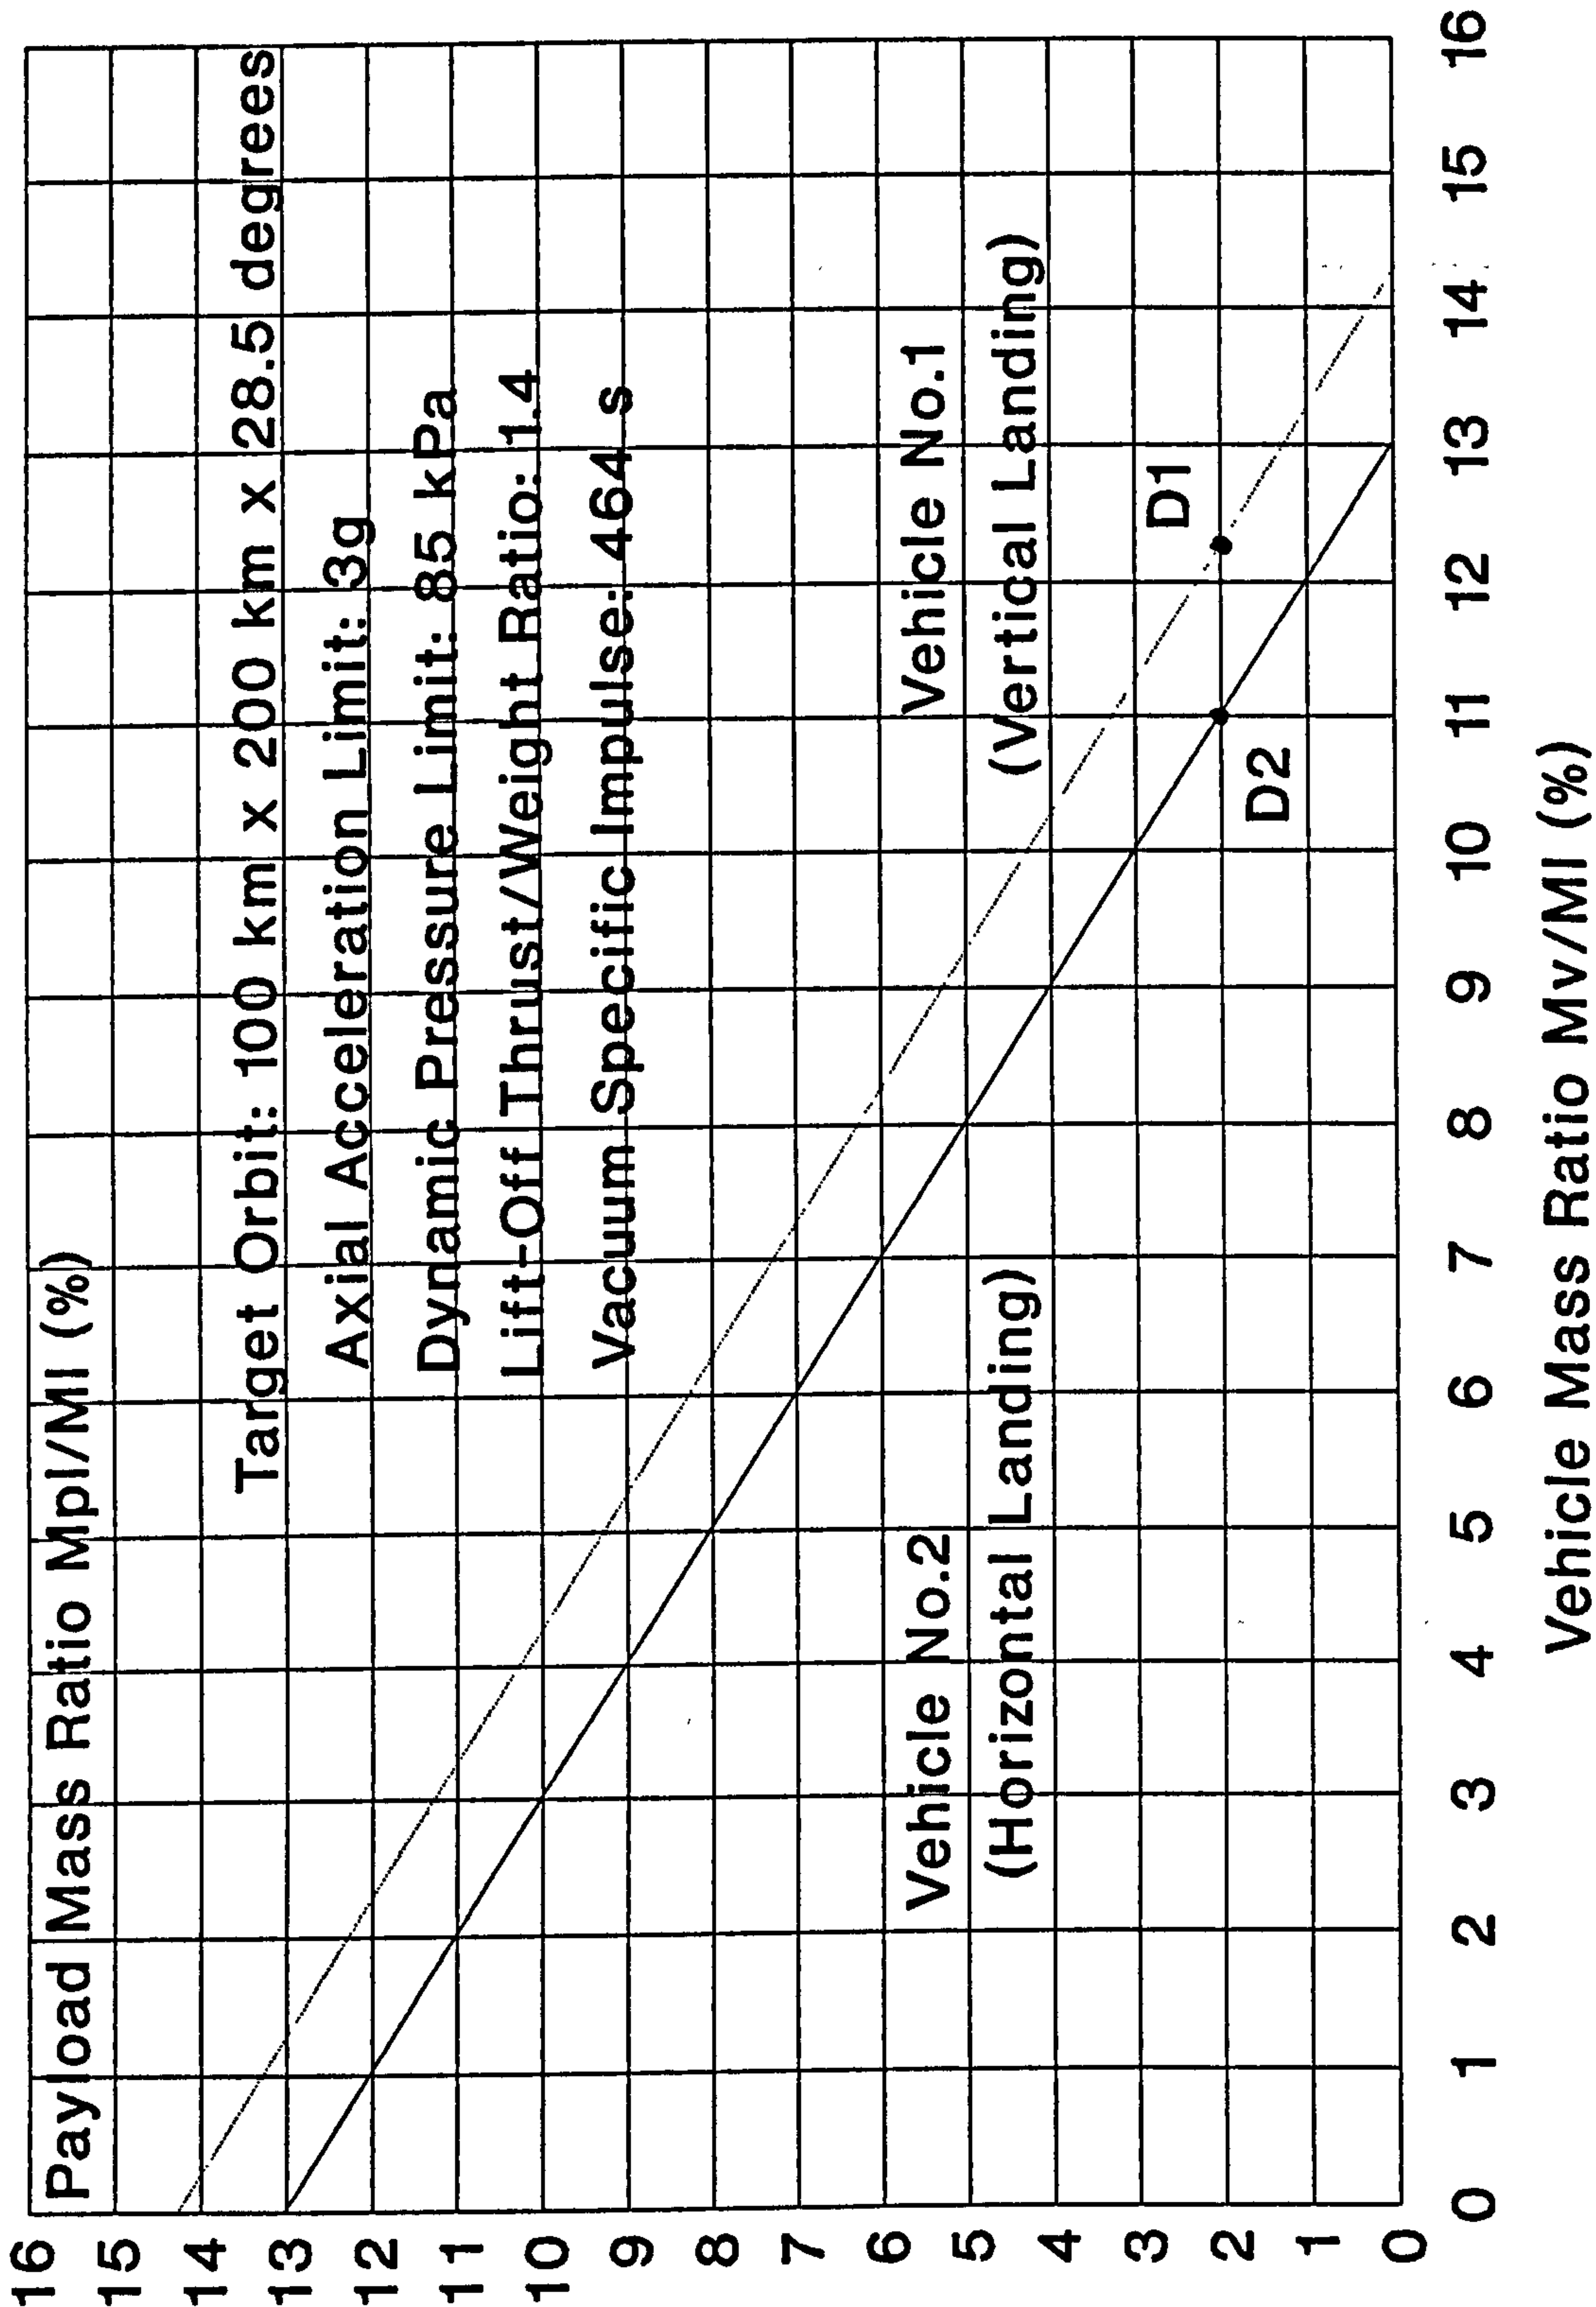 Payload Mass Ratio Mpl/MI (%)
16
15
14
13
12
11
10
9
8
7
6
5
4
3
2
1
0
Target Orbit: 100 km x 200 km x 28.5 degrees
Axial Acceleration Limit: 3g
Dynamic Pressure Limit: 85 kPa
Lift-Off Thrust/Weight Ratio: 1.4
Vacuum Specific Impulse: 464 s
Vehicle No.2
(Horizontal Landing)
Vehicle No.1
(Vertical Landing)
D1
D2
0 1 2 3 4 5 6 7 8 9 10 11 12 13 14 15 16
Vehicle Mass Ratio Mv/MI (%)